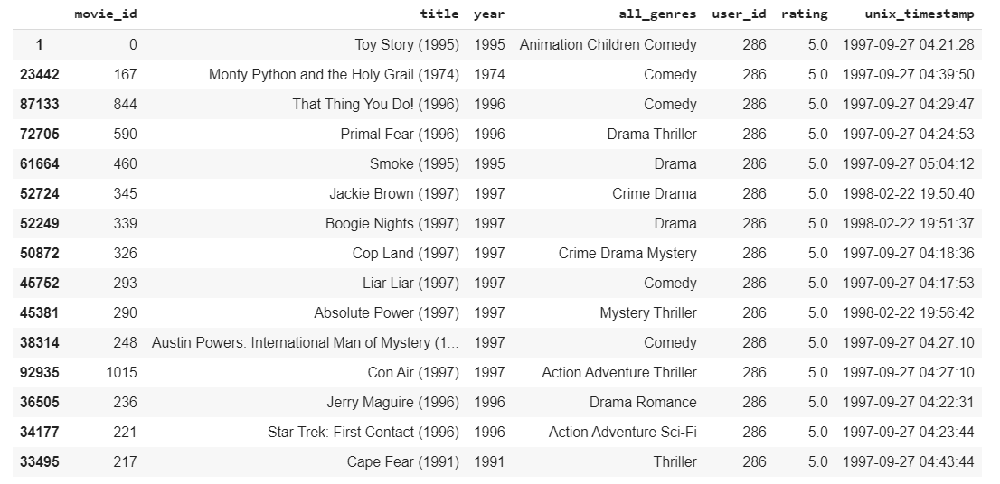 movie_id title year all_genres user_id rating unix_timestamp
1 0 Toy Story (1995) 1995 Animation Children Comedy 286 5.0 1997-09-27 04:21:28
23442 167 Monty Python and the Holy Grail (1974) 1974 Comedy 286 5.0 1997-09-27 04:39:50
87133 844 That Thing You Do! (1996) 1996 Comedy 286 5.0 1997-09-27 04:29:47
72705 590 Primal Fear (1996) 1996 Drama Thriller 286 5.0 1997-09-27 04:24:53
61664 460 Smoke (1995) 1995 Drama 286 5.0 1997-09-27 05:04:12
52724 345 Jackie Brown (1997) 1997 Crime Drama 286 5.0 1998-02-22 19:50:40
52249 339 Boogie Nights (1997) 1997 Drama 286 5.0 1998-02-22 19:51:37
50872 326 Cop Land (1997) 1997 Crime Drama Mystery 286 5.0 1997-09-27 04:18:36
45752 293 Liar Liar (1997) 1997 Comedy 286 5.0 1997-09-27 04:17:53
45381 290 Absolute Power (1997) 1997 Mystery Thriller 286 5.0 1998-02-22 19:56:42
38314 248 Austin Powers: International Man of Mystery (1... 1997 Comedy 286 5.0 1997-09-27 04:27:10
92935 1015 Con Air (1997) 1997 Action Adventure Thriller 286 5.0 1997-09-27 04:27:10
36505 236 Jerry Maguire (1996) 1996 Drama Romance 286 5.0 1997-09-27 04:22:31
34177 221 Star Trek: First Contact (1996) 1996 Action Adventure Sci-Fi 286 5.0 1997-09-27 04:23:44
33495 217 Cape Fear (1991) 1991 Thriller 286 5.0 1997-09-27 04:43:44